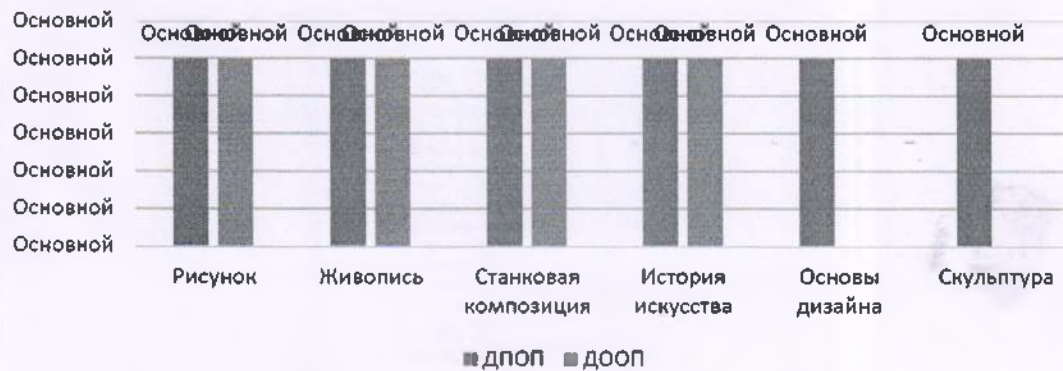 Основной
Основной Основной Основной Основной Основной Основной Основной Основной Основной Основной
Основной
Основной
Основной
Основной
Основной
Основной
Рисунок Живопись Станковая композиция История искусства Основы дизайна Скульптура
ДПОП ДООП